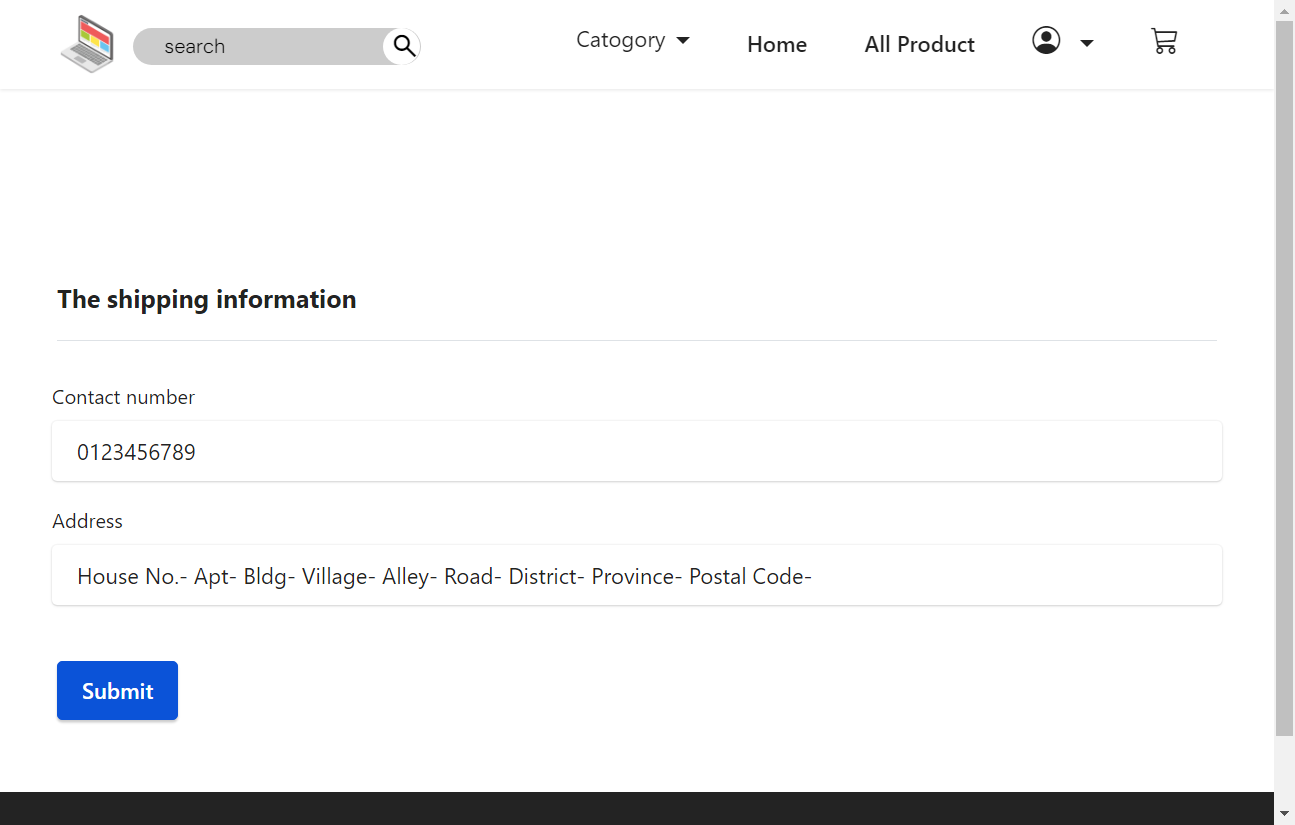 search
Catogory
Home
All Product
The shipping information
Contact number
0123456789
Address
House No.- Apt- Bldg- Village- Alley- Road- District- Province- Postal Code-
Submit